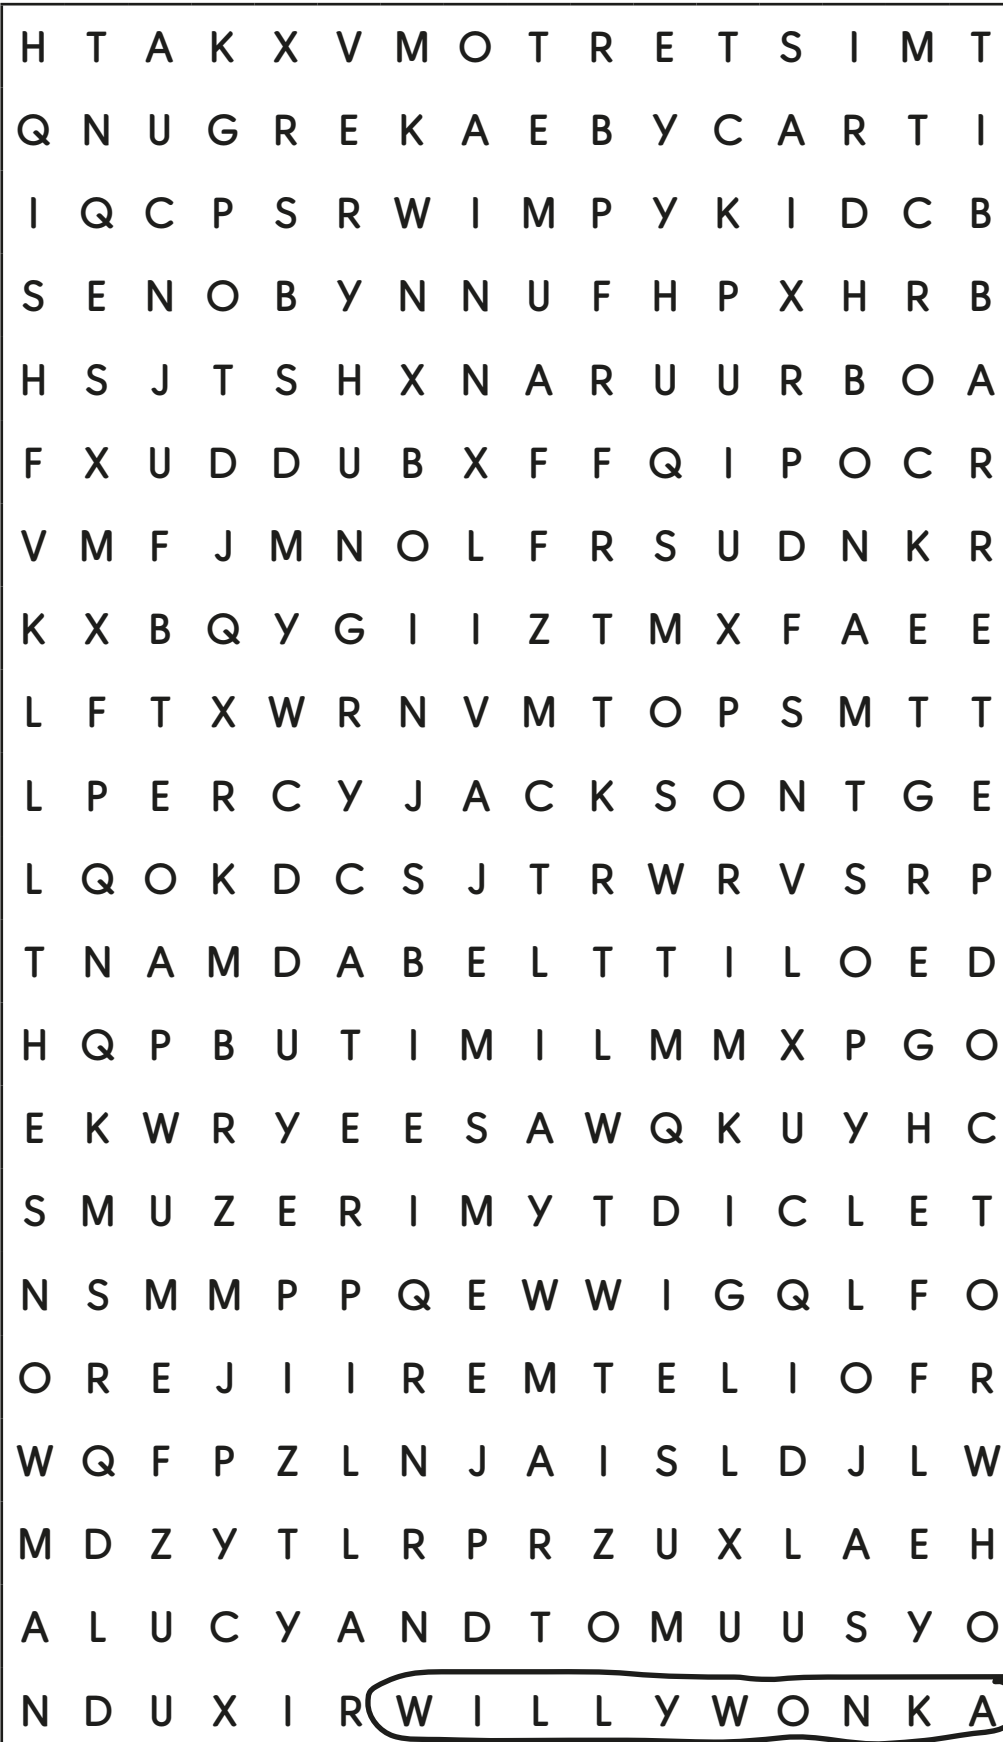 H T A K X V M O T R E T S I M T
Q N U G R E K A E B Y C A R T I
I Q C P S R W I M P Y K I D C B
S E N O B Y N N U F H P X H R B
H S J T S H X N A R U U R B O A
F X U D D U B X F F Q I P O C R
V M F J M N O L F R S U D N K R
K X B Q Y G I I Z T M X F A E E
L F T X W R N V M T O P S M T T
L P E R C Y J A C K S O N T G E
L Q O K D C S J T R W R V S R P
T N A M D A B E L T T I L O E D
H Q P B U T I M I L M M X P G O
E K W R Y E E S A W Q K U Y H C
S M U Z E R I M Y T D I C L E T
N S M M P P Q E W W I G Q L F O
O R E J I I R E M T E L I O F R
W Q F P Z L N J A I S L D J L W
M D Z Y T L R P R Z U X L A E H
A L U C Y A N D T O M U U S Y O
N D U X I R W I L L Y W O N K A